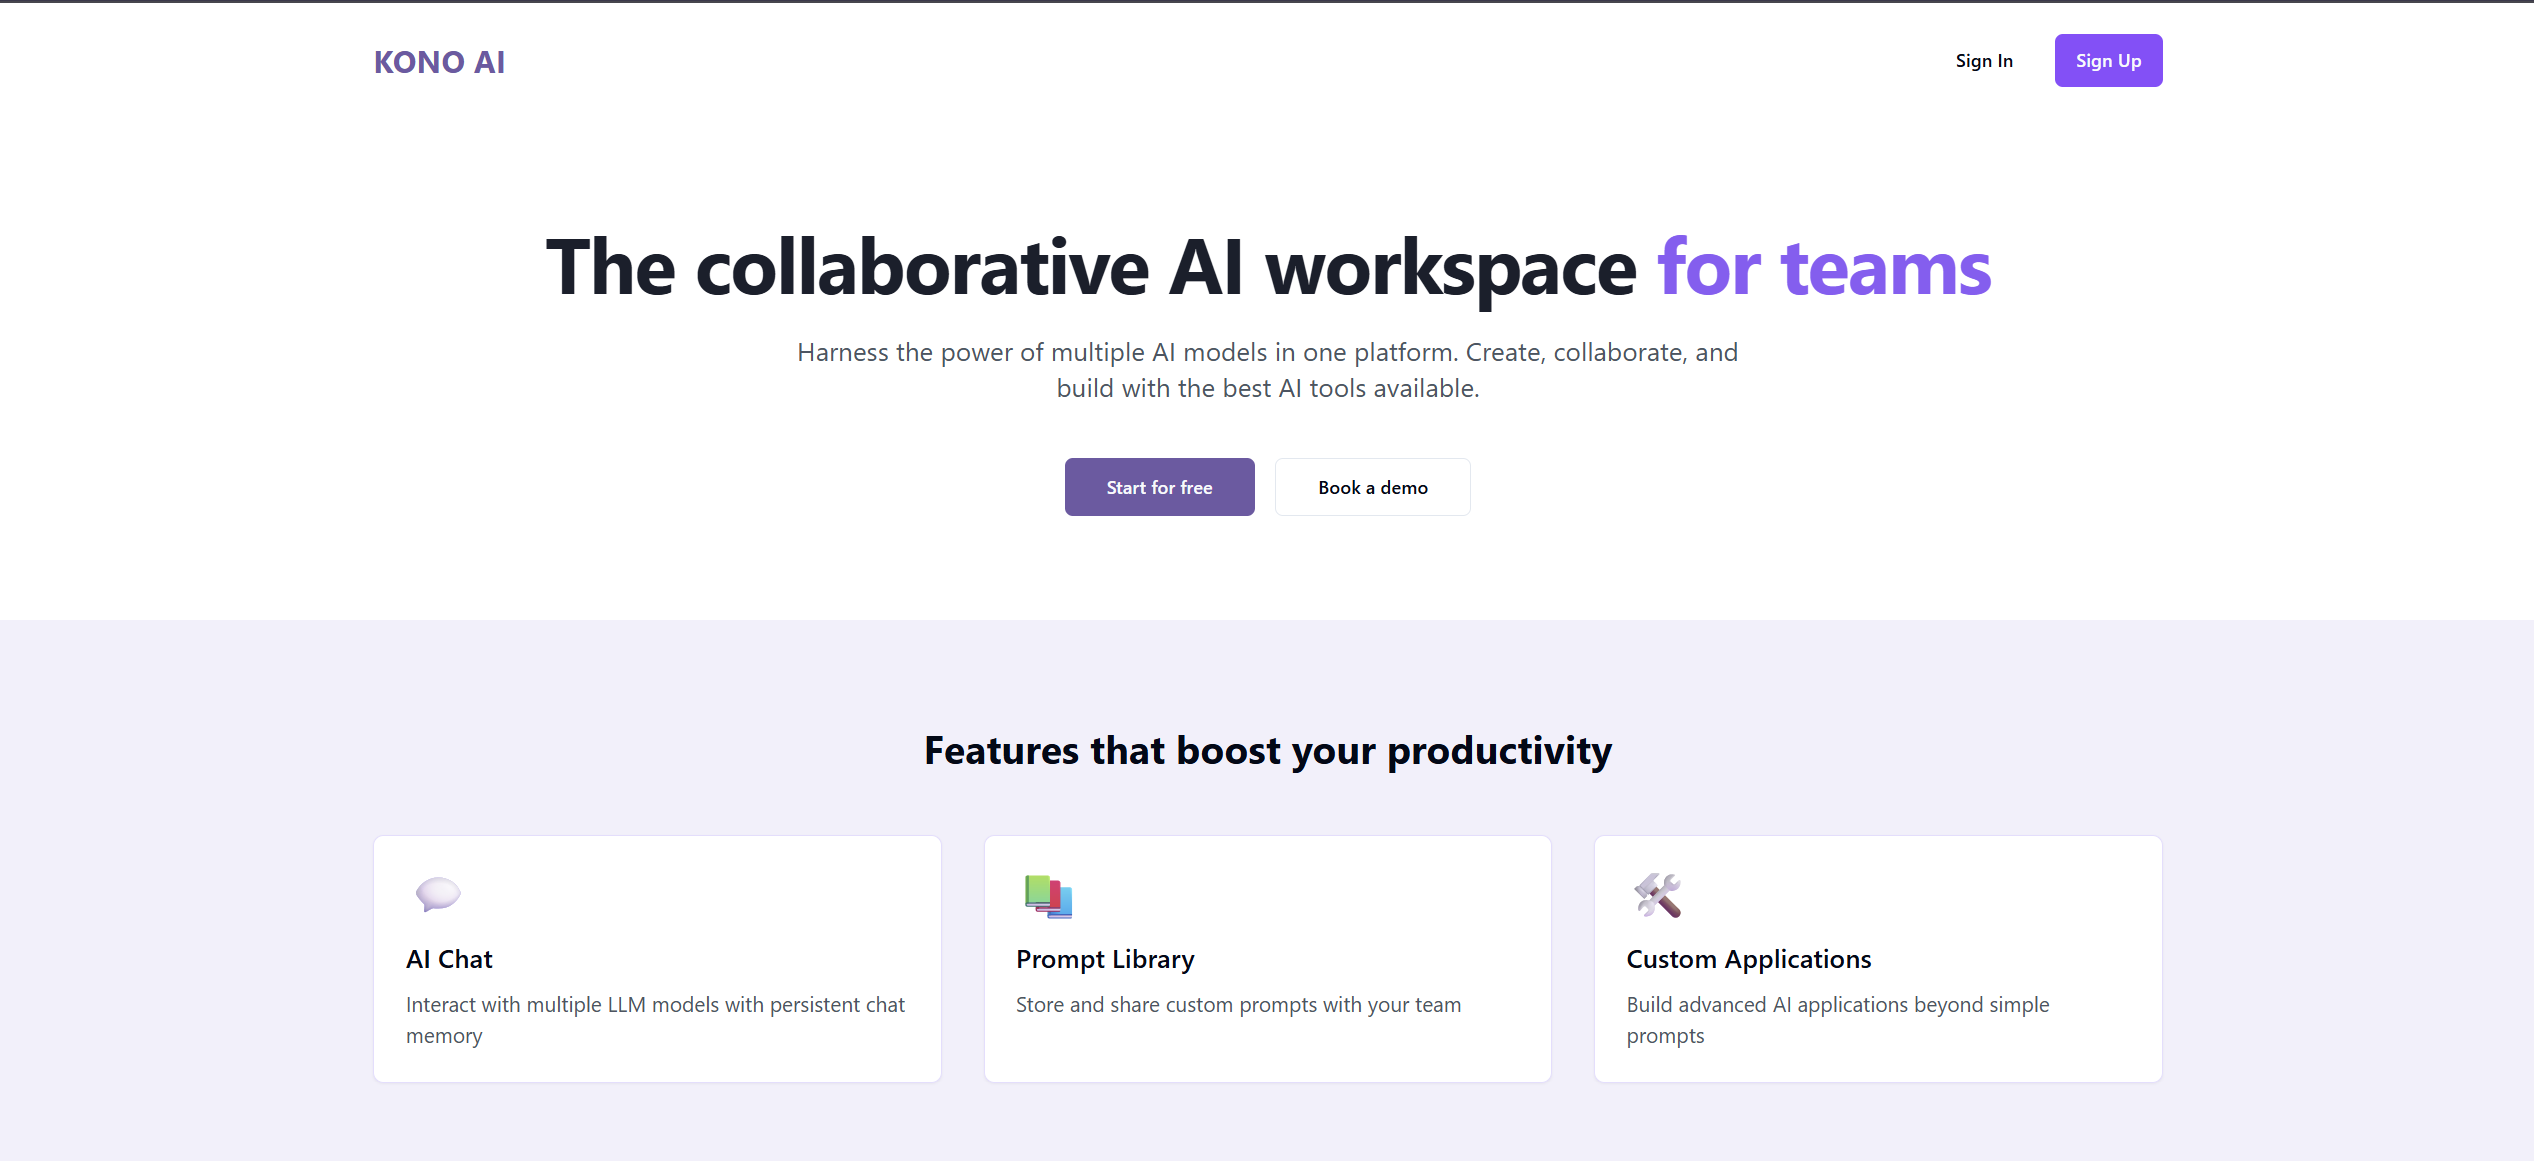 KONO AI
Sign In
Sign Up
The collaborative AI workspace for teams
Harness the power of multiple AI models in one platform. Create, collaborate, and
build with the best AI tools available.
Start for free
Book a demo
Features that boost your productivity
AI Chat
Interact with multiple LLM models with persistent chat
memory
Prompt Library
Store and share custom prompts with your team
Custom Applications
Build advanced AI applications beyond simple
prompts